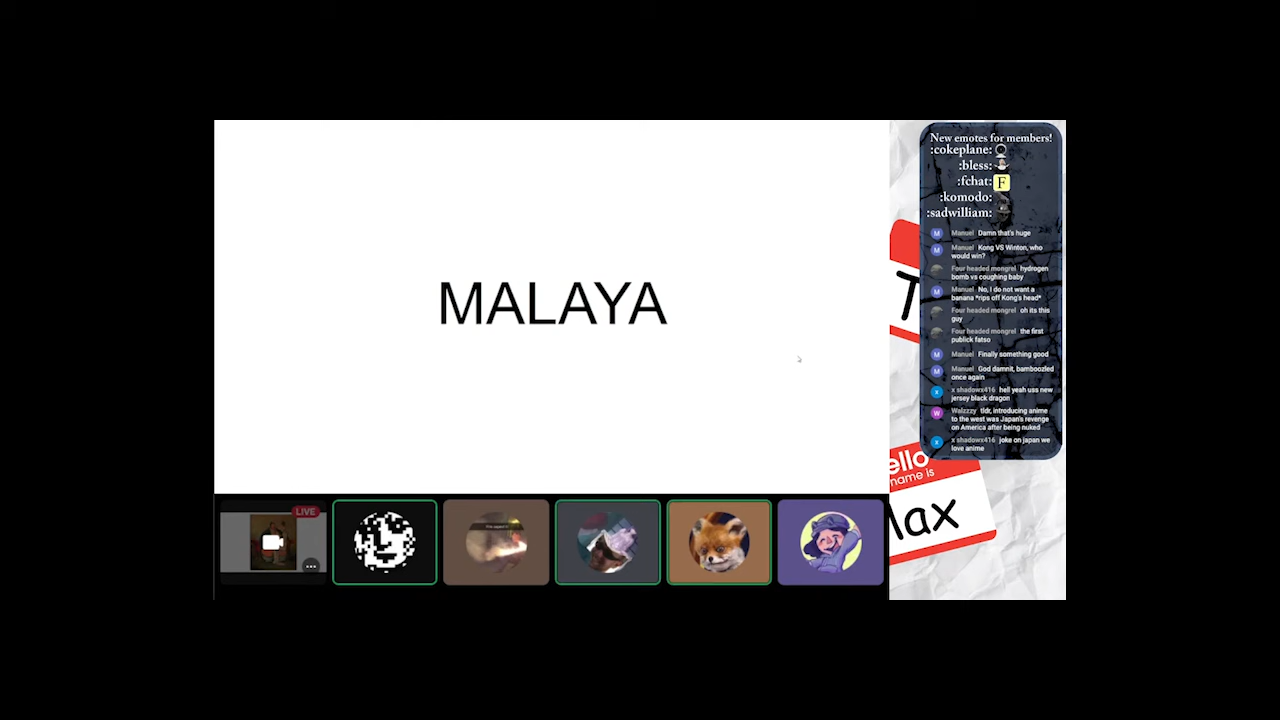 MALAYA
LIVE
New emotes for members!
:cokeplane:
:bless:
:fchat: F
:komodo:
:sadwilliam:
M Manuel Damn that's huge
M Manuel Kong VS Winton, who
would win?
Four headed mongrel hydrogen
bomb vs coughing baby
M Manuel No, I do not want a
banana *rips off Kong's head*
Four headed mongrel oh its this
guy
Four headed mongrel the first
publick fatso
M Manuel Finally something good
M Manuel God damnit, bamboozled
once again
x x shadowx416 hell yeah uss new
jersey black dragon
W Walzzzy tldr, introducing anime
to the west was Japan's revenge
on America after being nuked
x x shadowx416 joke on japan we
love anime
ello
name is
Max